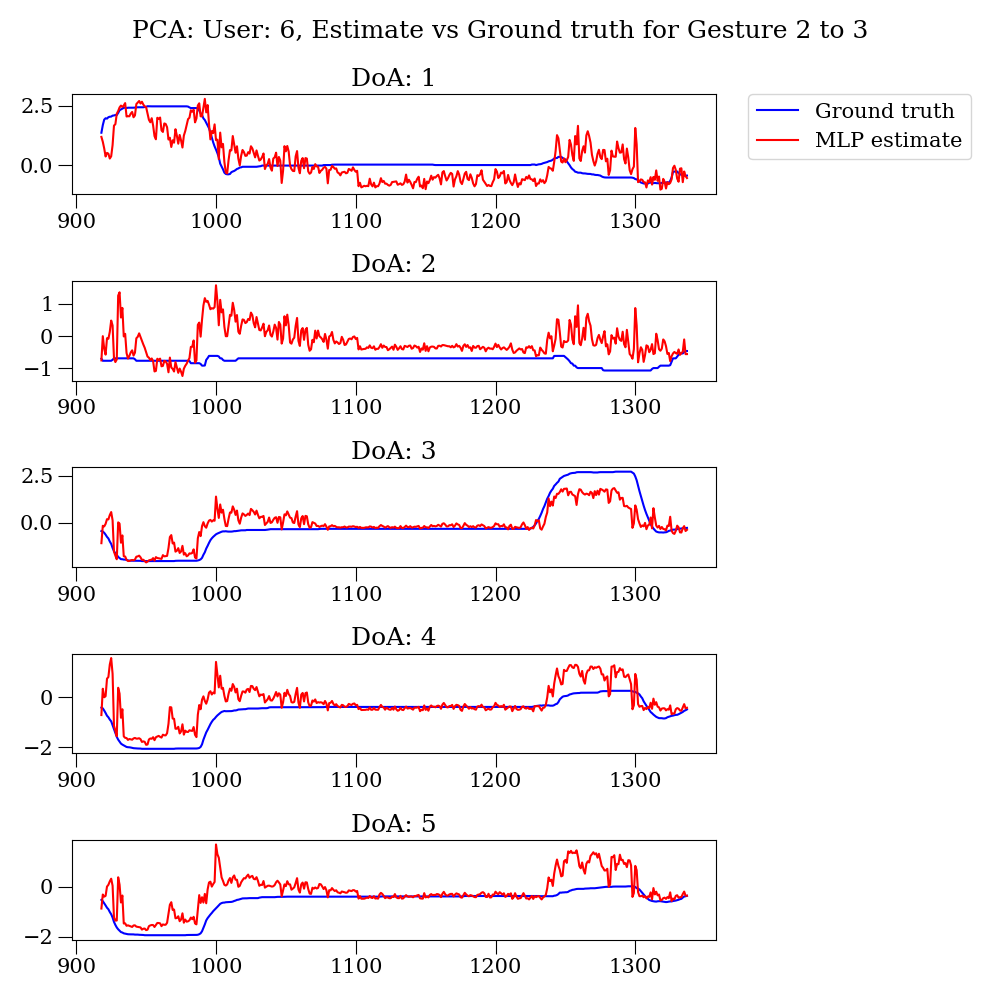 PCA: User: 6, Estimate vs Ground truth for Gesture 2 to 3
DoA: 1
2.5
0.0
900 1000 1100 1200 1300
Ground truth
MLP estimate
DoA: 2
1
0
−1
900 1000 1100 1200 1300
DoA: 3
2.5
0.0
900 1000 1100 1200 1300
DoA: 4
0
−2
900 1000 1100 1200 1300
DoA: 5
0
−2
900 1000 1100 1200 1300